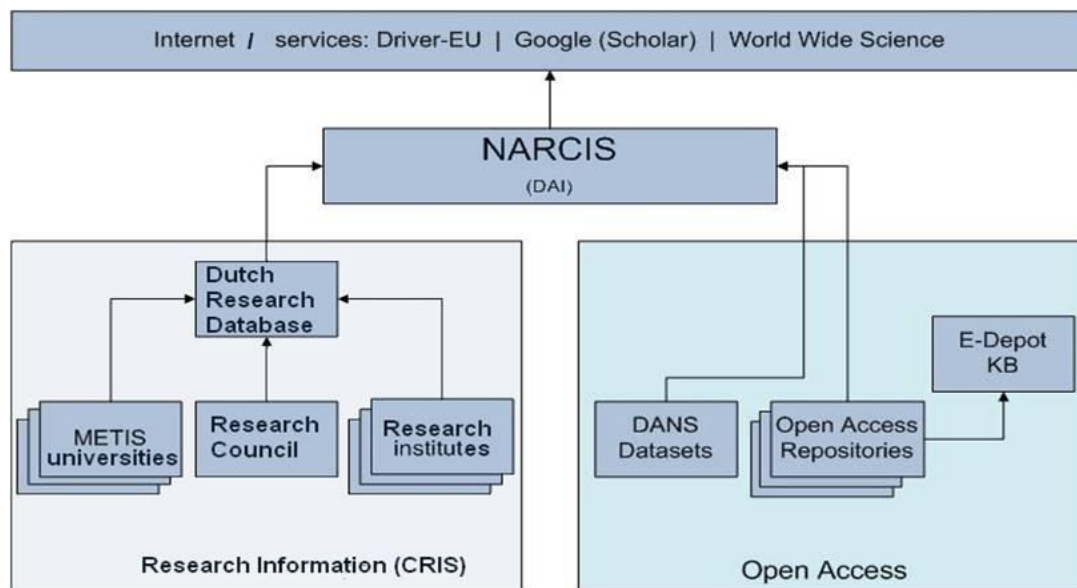 Internet / services: Driver-EU | Google (Scholar) | World Wide Science
NARCIS
(DAI)
Dutch
Research
Database
METIS
universities
Research
Council
Research
institutes
Research Information (CRIS)
E-Depot
KB
DANS
Datasets
Open Access
Repositories
Open Access